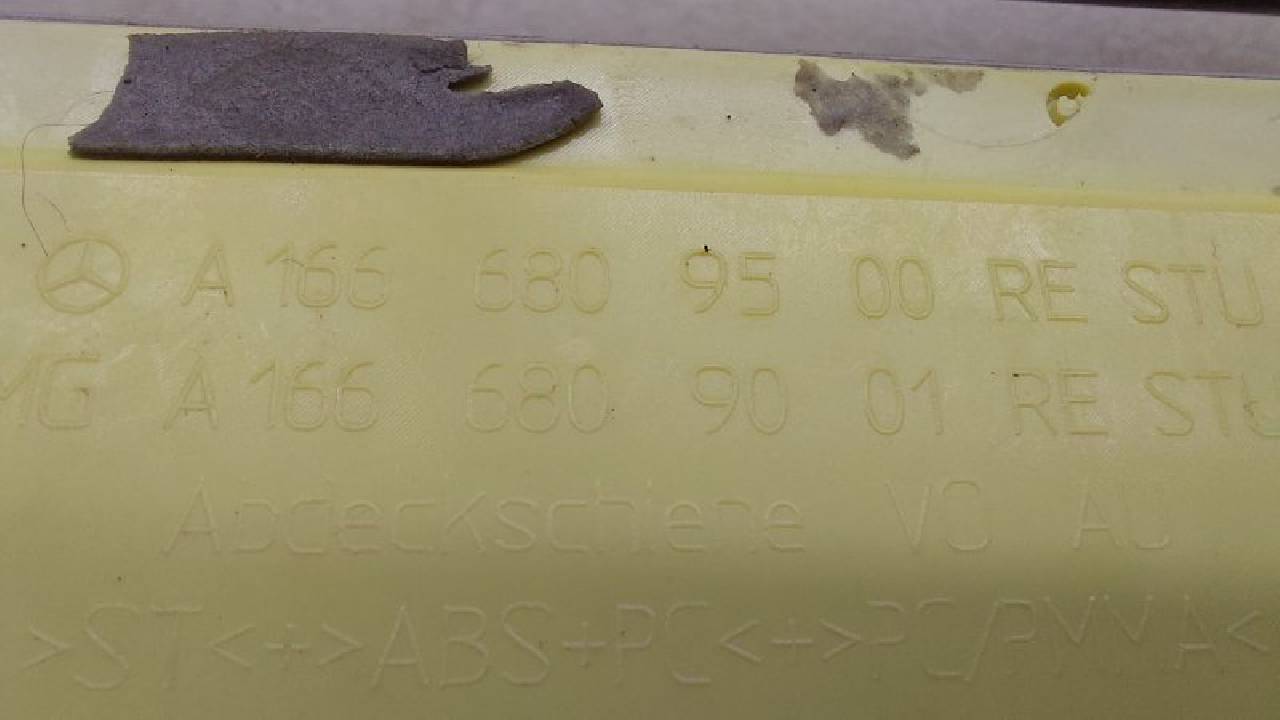 A 166 680 95 00 RE STU
MG A 166 680 90 01 RE STU
Abdeckschiene VO AU
>ST<+>ABS+PC<+>PC/PMMA<